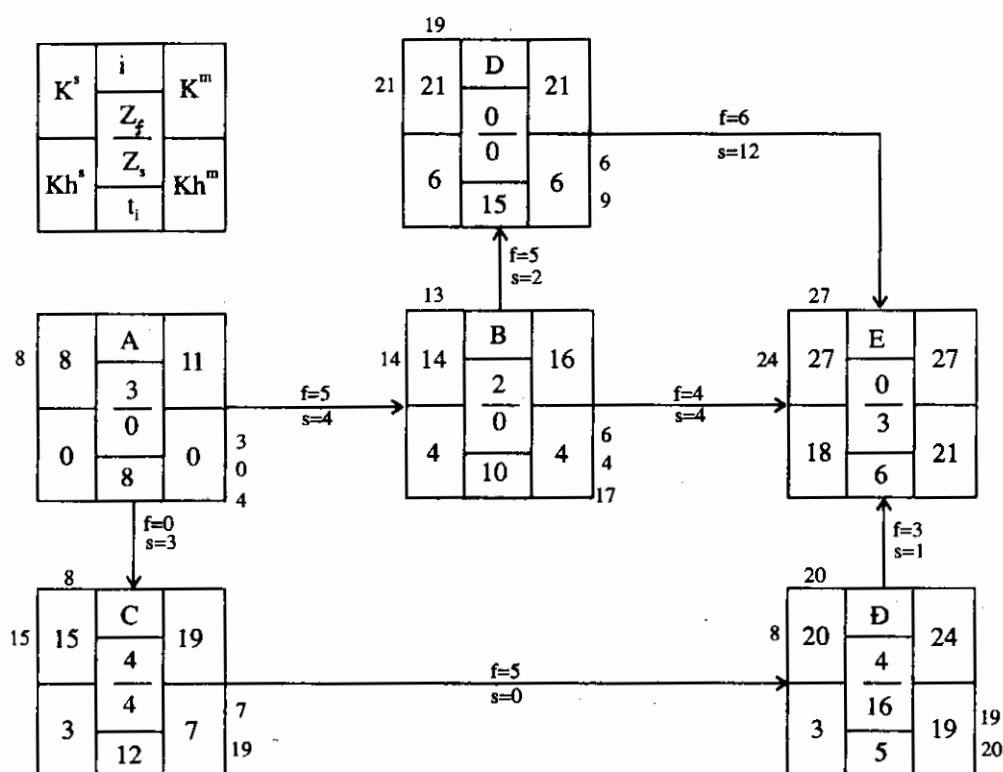 K^s i K^m
Z_f
Z_s
Kh^s Kh^m
t_i
19
21 21 D 21
0
0
6 6
15
6
9
f=6
s=12
f=5
s=2
8 8 A 11
3
0
0 0
8
3
0
4
f=5
s=4
13
14 14 B 16
2
0
4 4
10
6
4
17
f=4
s=4
27
24 27 E 27
0
3
18 21
6
f=0
s=3
f=3
s=1
8
15 15 C 19
4
4
3 7
12
7
19
f=5
s=0
20
8 20 Đ 24
4
16
3 19
5
19
20